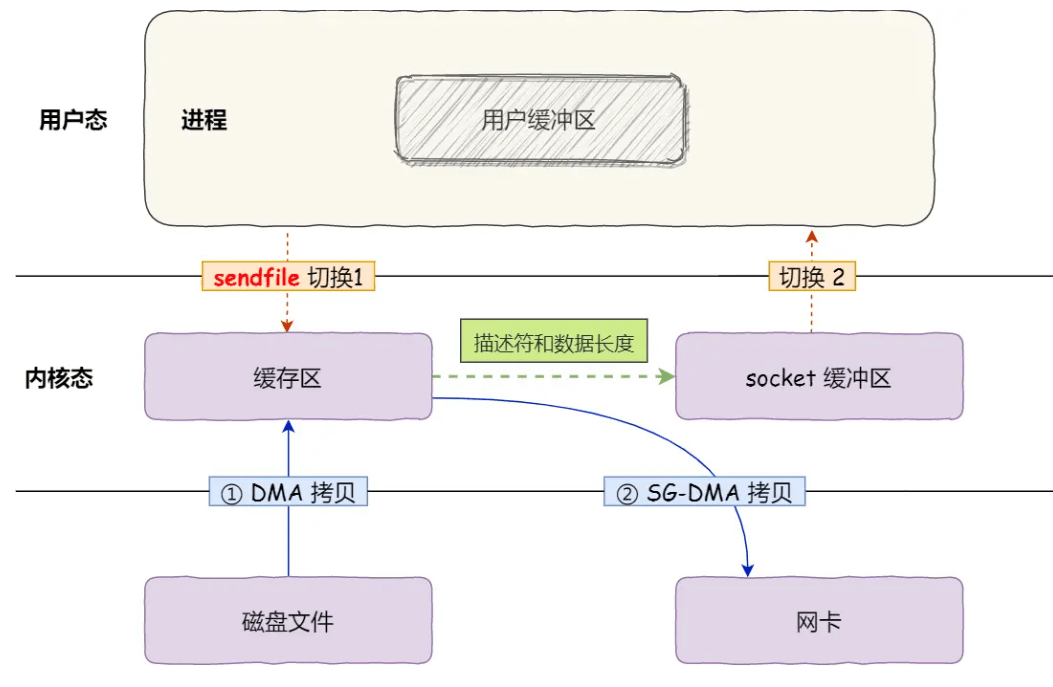 用户态
进程
用户缓冲区
sendfile 切换1
切换 2
描述符和数据长度
内核态
缓存区
socket 缓冲区
① DMA 拷贝
② SG-DMA 拷贝
磁盘文件
网卡